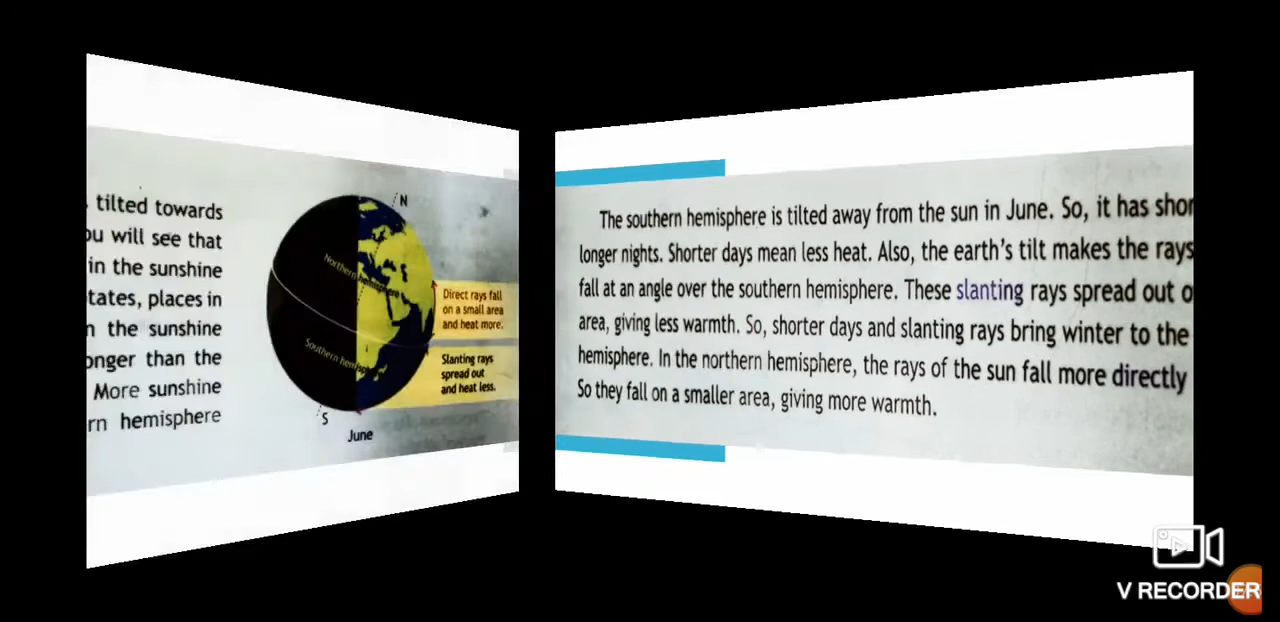 tilted towards
ou will see that
in the sunshine
tates, places in
n the sunshine
onger than the
More sunshine
rn hemisphere
N
Northern hemisphere
Southern hemisphere
S
June
Direct rays fall
on a small area
and heat more.
Slanting rays
spread out
and heat less.
The southern hemisphere is tilted away from the sun in June. So, it has shor
longer nights. Shorter days mean less heat. Also, the earth's tilt makes the rays
fall at an angle over the southern hemisphere. These slanting rays spread out o
area, giving less warmth. So, shorter days and slanting rays bring winter to the
hemisphere. In the northern hemisphere, the rays of the sun fall more directly
So they fall on a smaller area, giving more warmth.
V RECORDER